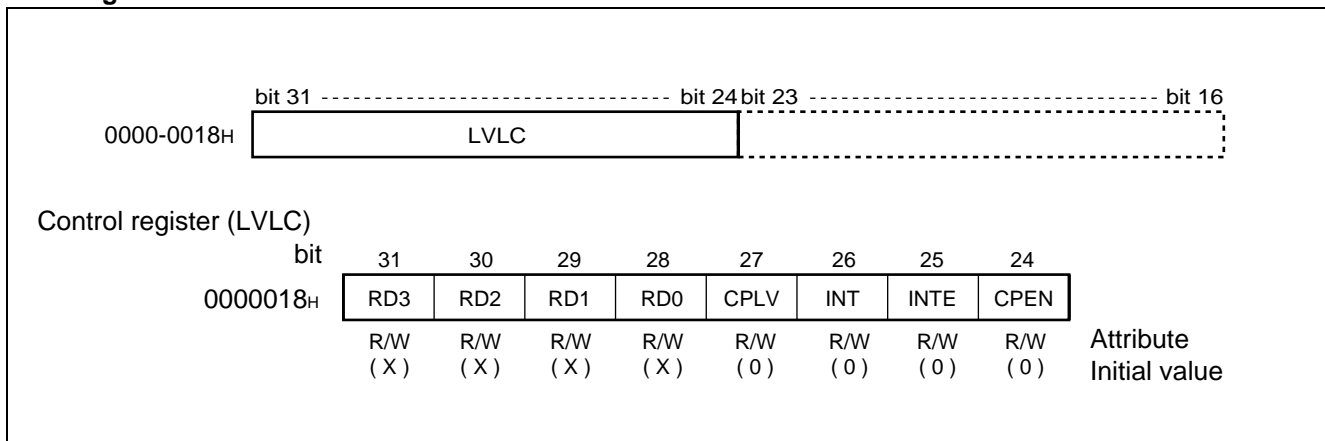 bit 31 bit 24 bit 23 bit 16
0000-0018H LVLC
Control register (LVLC)
bit 31 30 29 28 27 26 25 24
0000018H RD3 RD2 RD1 RD0 CPLV INT INTE CPEN
R/W R/W R/W R/W R/W R/W R/W R/W Attribute
( X ) ( X ) ( X ) ( X ) ( 0 ) ( 0 ) ( 0 ) ( 0 ) Initial value